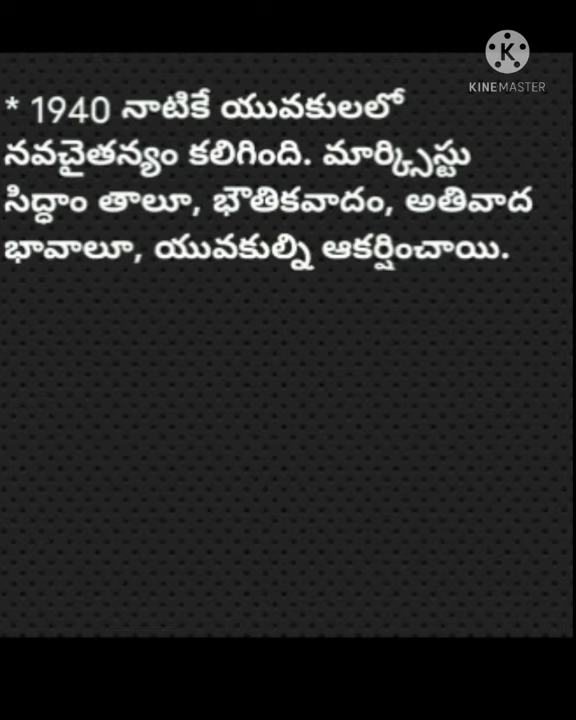 KINEMASTER
* 1940 నాటికే యువకులలో
నవచైతన్యం కలిగింది. మార్క్సిస్టు
సిద్ధాం తాలూ, భౌతికవాదం, అతివాద
భావాలూ, యువకుల్ని ఆకర్షించాయి.